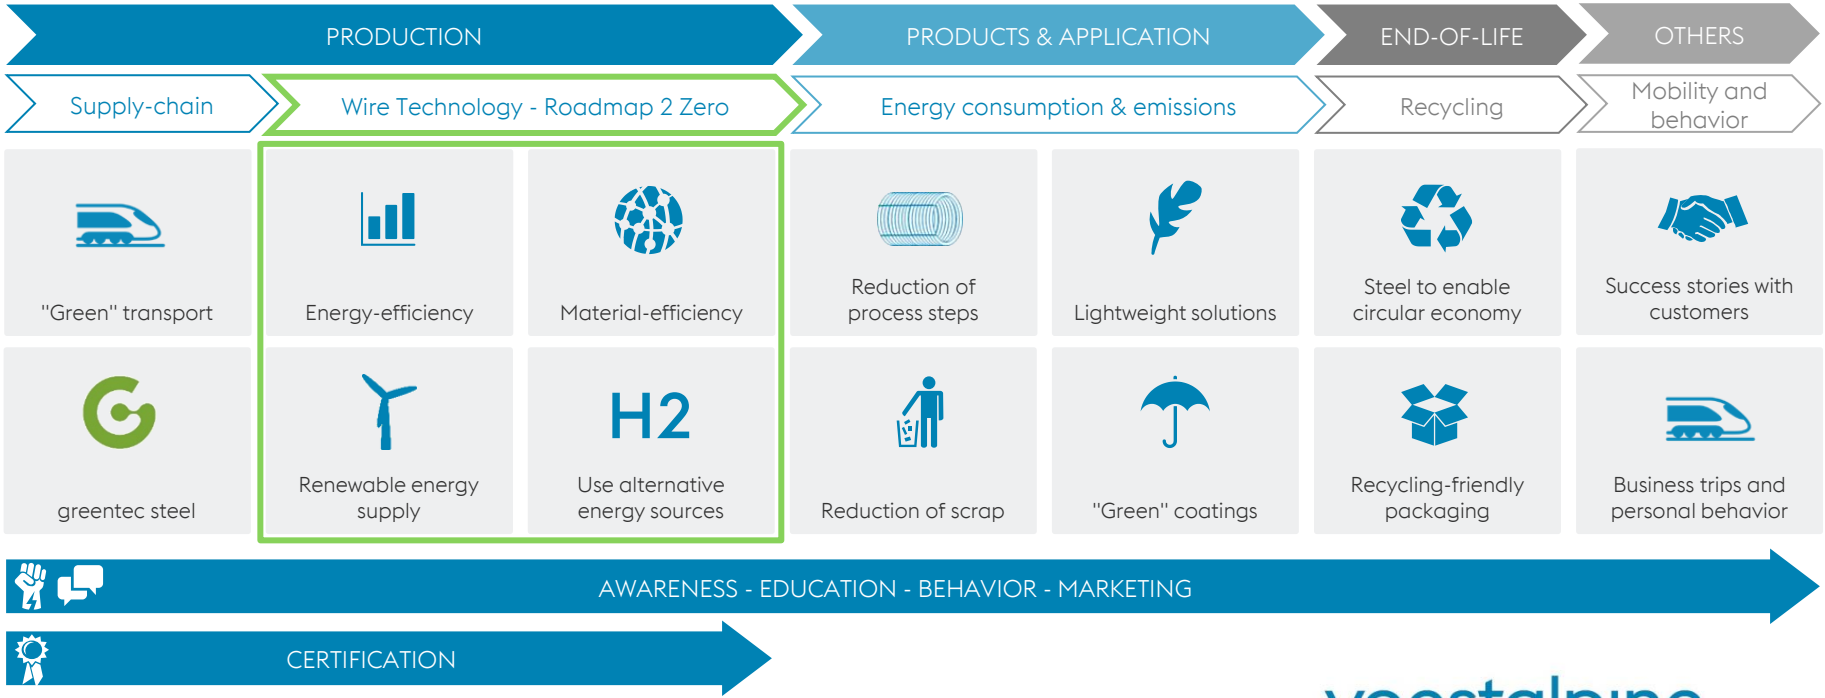 PRODUCTION
PRODUCTS & APPLICATION
END-OF-LIFE
OTHERS
Supply-chain
Wire Technology - Roadmap 2 Zero
Energy consumption & emissions
Recycling
Mobility and
behavior
"Green" transport
Energy-efficiency
Material-efficiency
Reduction of
process steps
Lightweight solutions
Steel to enable
circular economy
Success stories with
customers
greentec steel
Renewable energy
supply
H2
Use alternative
energy sources
Reduction of scrap
"Green" coatings
Recycling-friendly
packaging
Business trips and
personal behavior
AWARENESS - EDUCATION - BEHAVIOR - MARKETING
CERTIFICATION
voestalpine